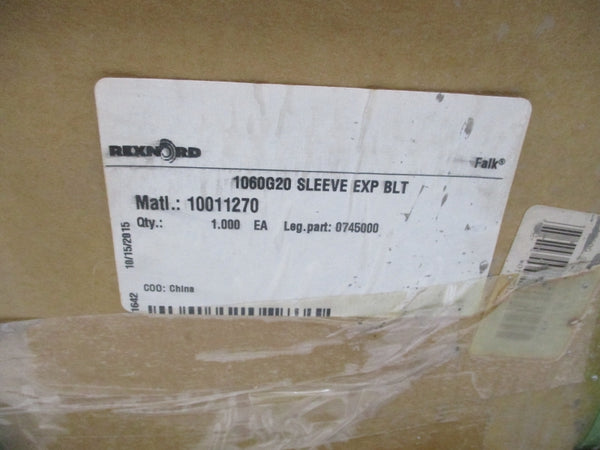 REXNORD
Falk®
1060G20 SLEEVE EXP BLT
Matl.: 10011270
Qty.: 1.000 EA Leg.part: 0745000
10/15/2015
COO: China
1642